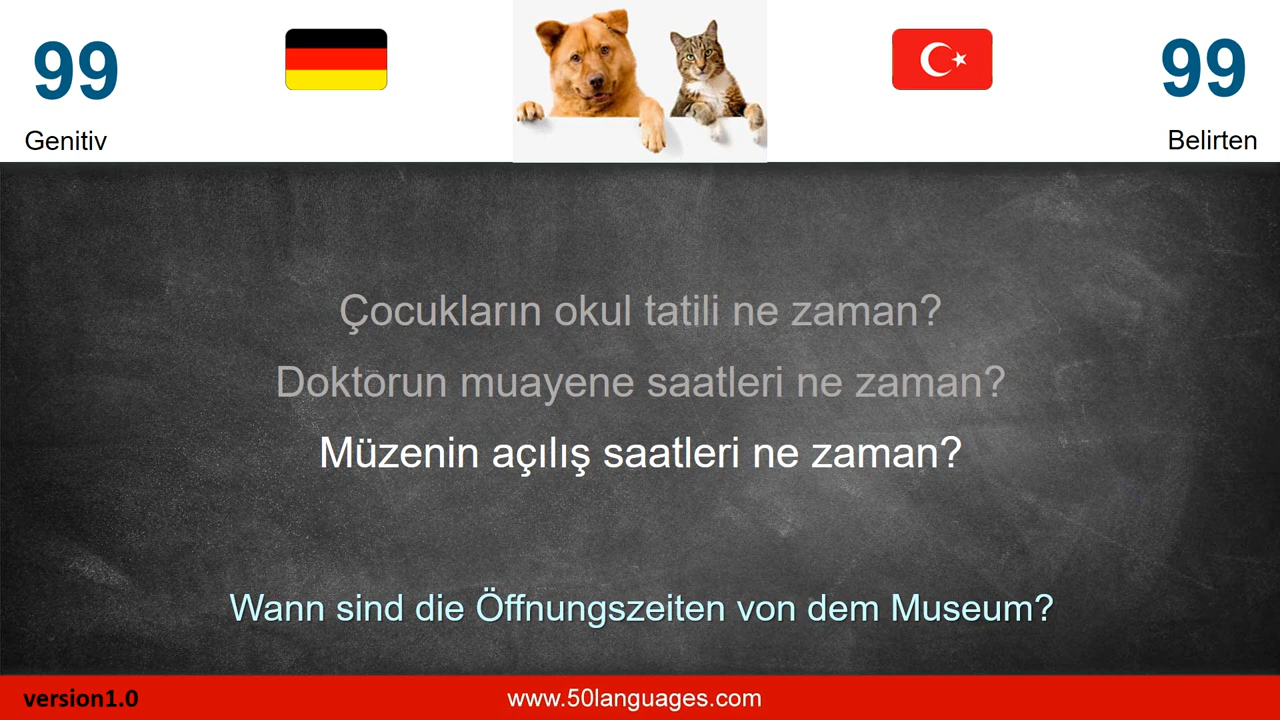 99
99
Genitiv
Belirten
Çocukların okul tatili ne zaman?
Doktorun muayene saatleri ne zaman?
Müzenin açılış saatleri ne zaman?
Wann sind die Öffnungszeiten von dem Museum?
version1.0
www.50languages.com